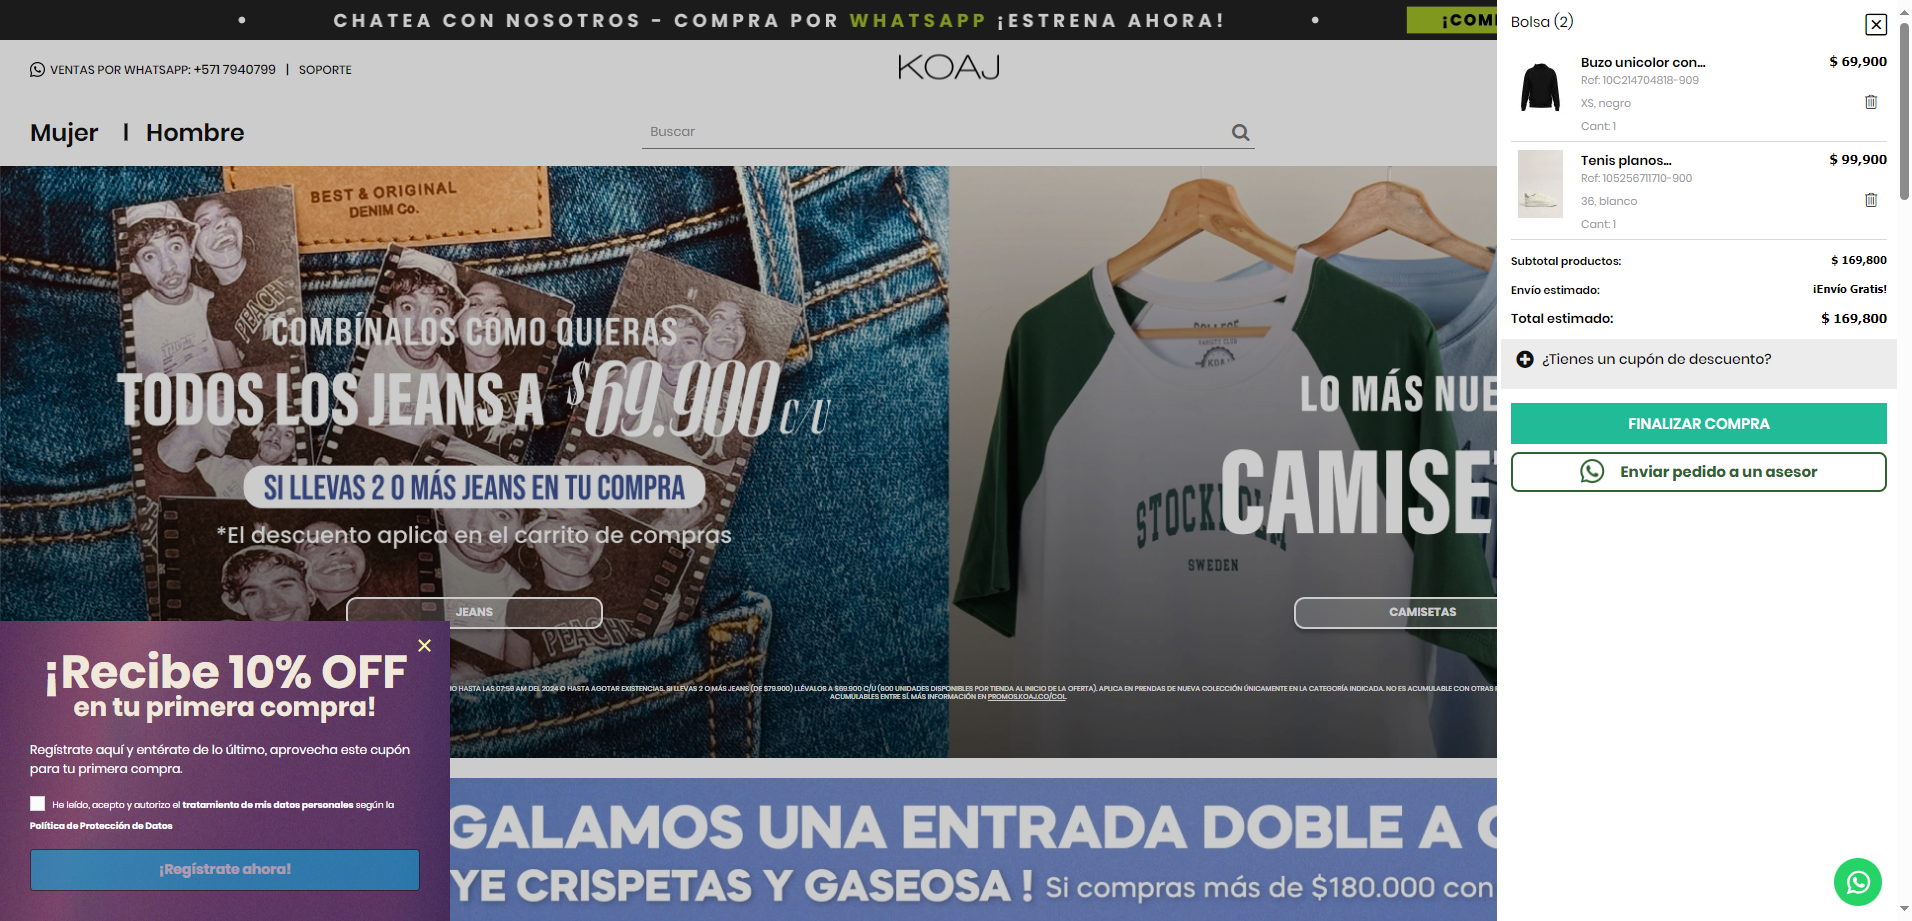 CHATEA CON NOSOTROS - COMPRA POR WHATSAPP ¡ESTRENA AHORA!
VENTAS POR WHATSAPP: +571 7940799 | SOPORTE
KOAJ
Mujer | Hombre
Buscar
BEST & ORIGINAL
DENIM Co.
COMBÍNALOS COMO QUIERAS
TODOS LOS JEANS A $69.900 c/u
SI LLEVAS 2 O MÁS JEANS EN TU COMPRA
*El descuento aplica en el carrito de compras
JEANS
PEACHY
COLLEGE
VARSITY CLUB
KOAJ
LO MÁS NUE
CAMISE
STOCKHOLM
SWEDEN
CAMISETAS
IO HASTA LAS 07:59 AM DEL 2024 O HASTA AGOTAR EXISTENCIAS. SI LLEVAS 2 O MÁS JEANS (DE $79.900) LLÉVALOS A $69.900 C/U (600 UNIDADES DISPONIBLES POR TIENDA AL INICIO DE LA OFERTA). APLICA EN PRENDAS DE NUEVA COLECCIÓN ÚNICAMENTE EN LA CATEGORÍA INDICADA. NO ES ACUMULABLE CON OTRAS
ACUMULABLES ENTRE SÍ. MÁS INFORMACIÓN EN PROMOS.KOAJ.CO/COL
¡Recibe 10% OFF
en tu primera compra!
Regístrate aquí y entérate de lo último, aprovecha este cupón
para tu primera compra.
He leído, acepto y autorizo el tratamiento de mis datos personales según la
Política de Protección de Datos
¡Regístrate ahora!
GALAMOS UNA ENTRADA DOBLE A
YE CRISPETAS Y GASEOSA ! Si compras más de $180.000 con
¡COM
Bolsa (2)
Buzo unicolor con... $ 69,900
Ref: 10C214704818-909
XS, negro
Cant: 1
Tenis planos... $ 99,900
Ref: 105256711710-900
36, blanco
Cant: 1
Subtotal productos: $ 169,800
Envío estimado: ¡Envío Gratis!
Total estimado: $ 169,800
¿Tienes un cupón de descuento?
FINALIZAR COMPRA
Enviar pedido a un asesor